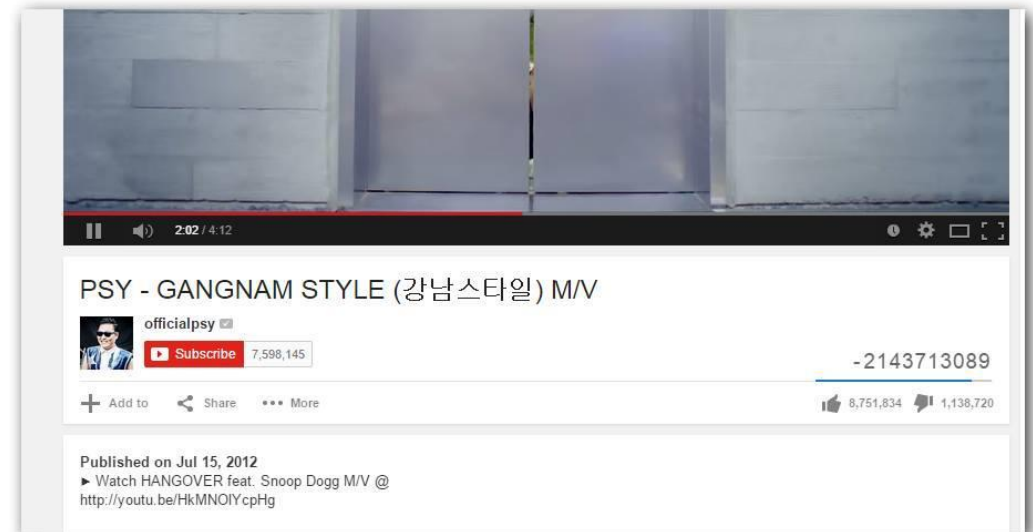 2:02 / 4:12
PSY - GANGNAM STYLE (강남스타일) M/V
officialpsy
Subscribe 7,598,145
-2143713089
Add to Share More 8,751,834 1,138,720
Published on Jul 15, 2012
► Watch HANGOVER feat. Snoop Dogg M/V @
http://youtu.be/HkMNOlYcpHg